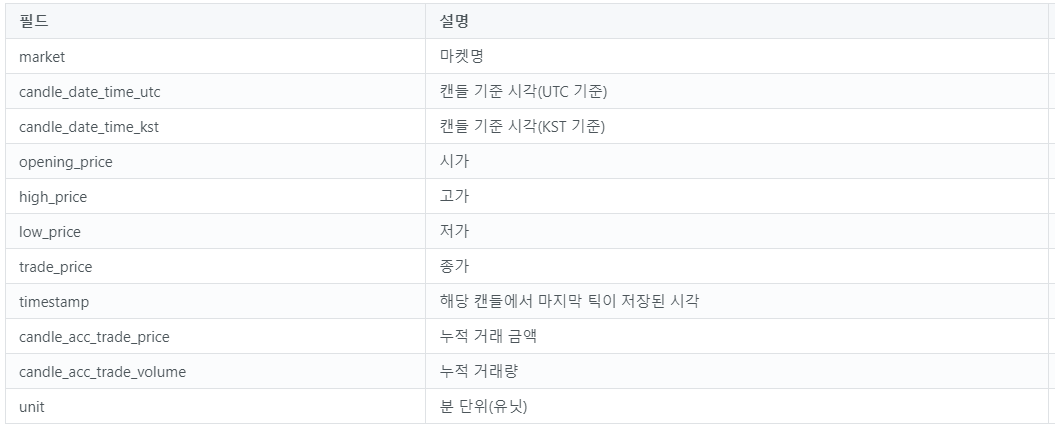 필드 설명
market 마켓명
candle_date_time_utc 캔들 기준 시각(UTC 기준)
candle_date_time_kst 캔들 기준 시각(KST 기준)
opening_price 시가
high_price 고가
low_price 저가
trade_price 종가
timestamp 해당 캔들에서 마지막 틱이 저장된 시각
candle_acc_trade_price 누적 거래 금액
candle_acc_trade_volume 누적 거래량
unit 분 단위(유닛)